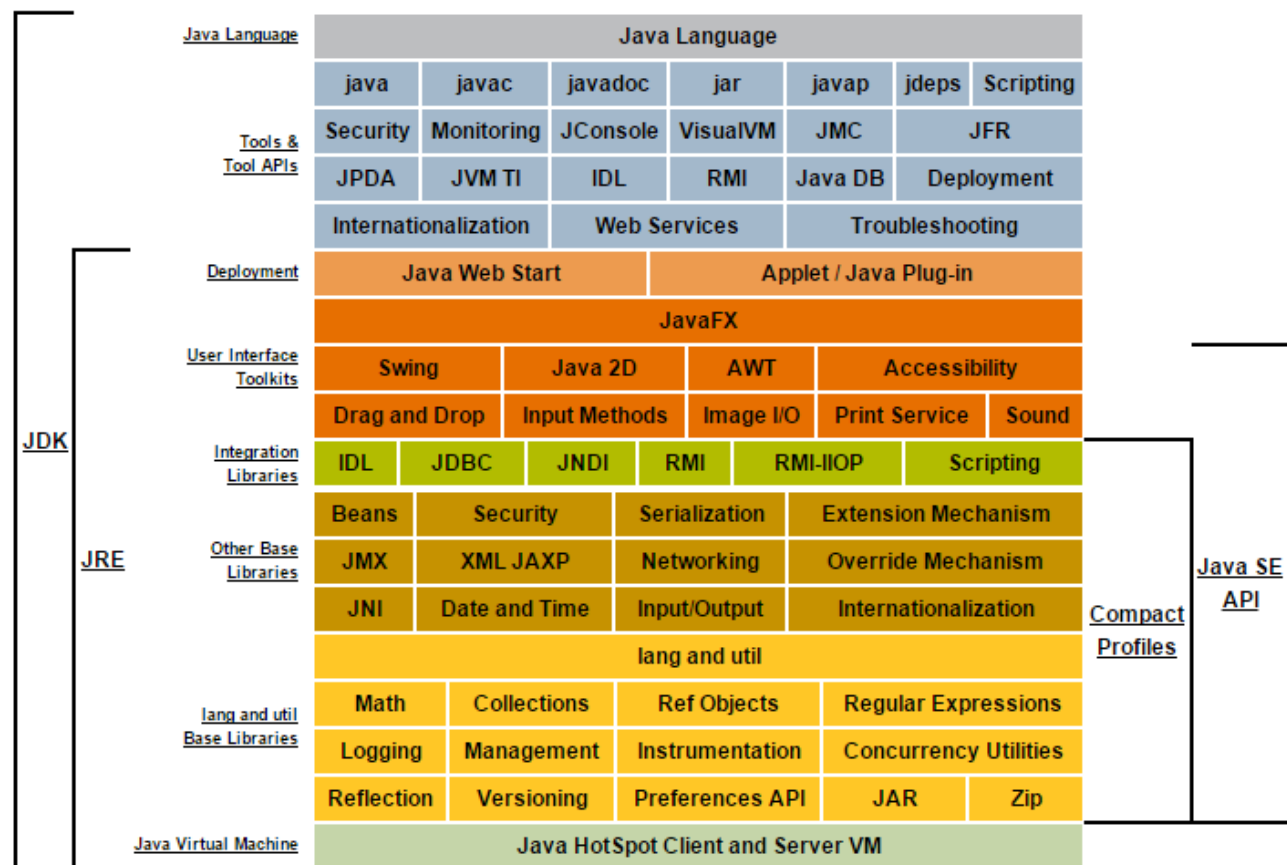 Java Language
Java Language
java javac javadoc jar javap jdeps Scripting
Tools &
Tool APIs
Security Monitoring JConsole VisualVM JMC JFR
JPDA JVM TI IDL RMI Java DB Deployment
Internationalization Web Services Troubleshooting
Deployment
Java Web Start Applet / Java Plug-in
JavaFX
User Interface
Toolkits
Swing Java 2D AWT Accessibility
Drag and Drop Input Methods Image I/O Print Service Sound
Integration
Libraries
IDL JDBC JNDI RMI RMI-IIOP Scripting
Beans Security Serialization Extension Mechanism
Other Base
Libraries
JMX XML JAXP Networking Override Mechanism
JNI Date and Time Input/Output Internationalization
lang and util
lang and util
Base Libraries
Math Collections Ref Objects Regular Expressions
Logging Management Instrumentation Concurrency Utilities
Reflection Versioning Preferences API JAR Zip
Java Virtual Machine
Java HotSpot Client and Server VM
JDK
JRE
Compact
Profiles
Java SE
API